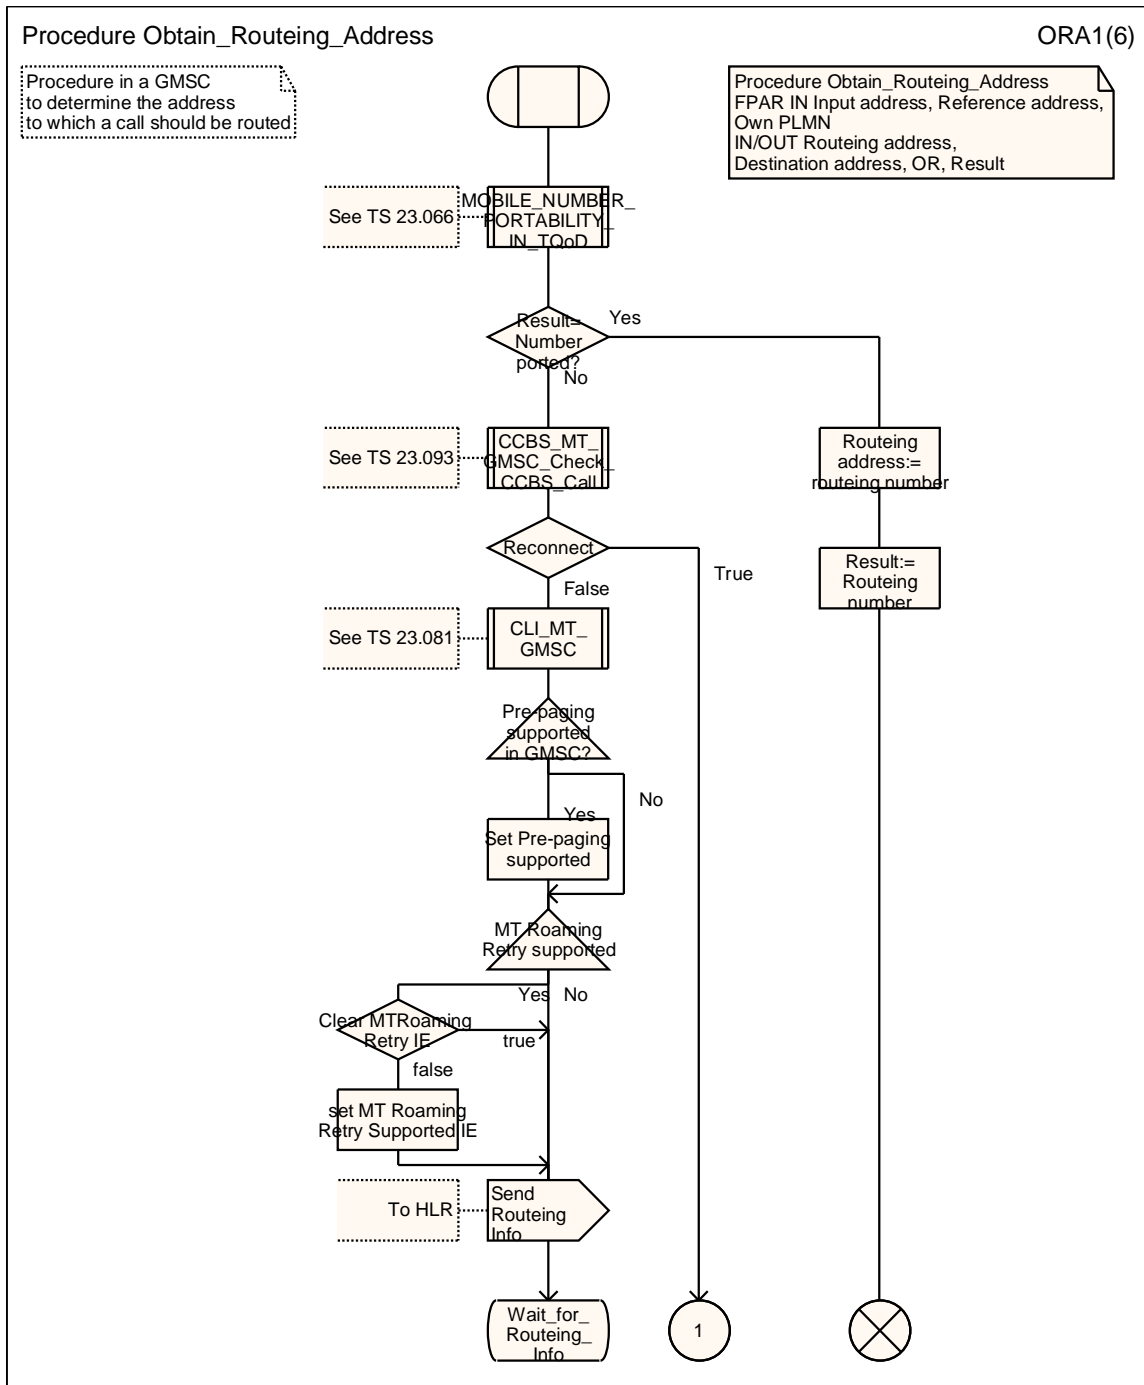 Procedure Obtain_Routeing_Address
ORA1(6)
Procedure in a GMSC
to determine the address
to which a call should be routed
Procedure Obtain_Routeing_Address
FPAR IN Input address, Reference address,
Own PLMN
IN/OUT Routeing address,
Destination address, OR, Result
See TS 23.066
MOBILE_NUMBER_
PORTABILITY_
IN_TQoD
Result=
Number
ported?
Yes
No
See TS 23.093
CCBS_MT_
GMSC_Check_
CCBS_Call
Routeing
address:=
routeing number
Reconnect
True
False
Result:=
Routeing
number
See TS 23.081
CLI_MT_
GMSC
Pre-paging
supported
in GMSC?
No
Yes
Set Pre-paging
supported
MT Roaming
Retry supported
Yes
No
Clear MTRoaming
Retry IE
true
false
set MT Roaming
Retry Supported IE
To HLR
Send
Routeing
Info
Wait_for_
Routeing_
Info
1